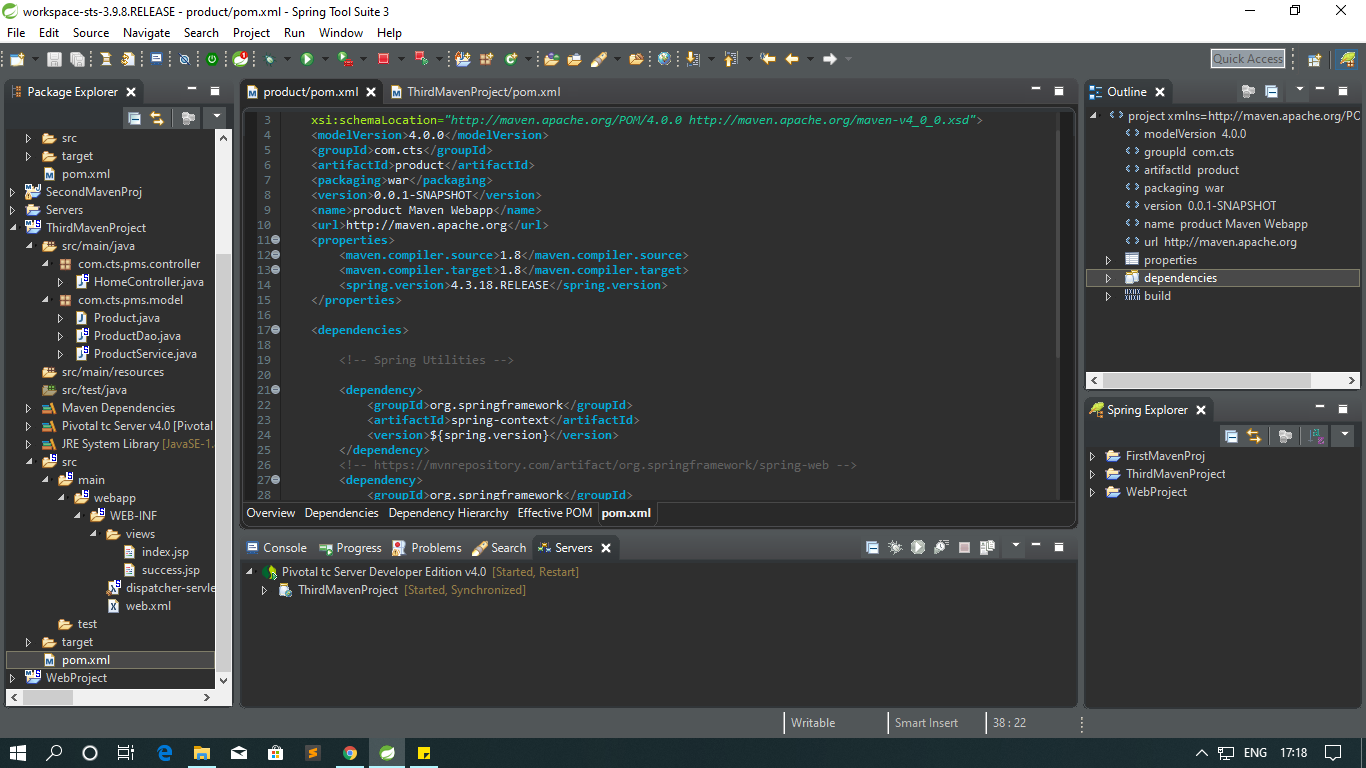 workspace-sts-3.9.8.RELEASE - product/pom.xml - Spring Tool Suite 3
File Edit Source Navigate Search Project Run Window Help
Quick Access
Package Explorer
src
target
pom.xml
SecondMavenProj
Servers
ThirdMavenProject
src/main/java
com.cts.pms.controller
HomeController.java
com.cts.pms.model
Product.java
ProductDao.java
ProductService.java
src/main/resources
src/test/java
Maven Dependencies
Pivotal tc Server v4.0 [Pivotal
JRE System Library [JavaSE-1.
src
main
webapp
WEB-INF
views
index.jsp
success.jsp
dispatcher-servle
web.xml
test
target
pom.xml
WebProject
product/pom.xml ThirdMavenProject/pom.xml
3 xsi:schemaLocation="http://maven.apache.org/POM/4.0.0 http://maven.apache.org/maven-v4_0_0.xsd">
4 <modelVersion>4.0.0</modelVersion>
5 <groupId>com.cts</groupId>
6 <artifactId>product</artifactId>
7 <packaging>war</packaging>
8 <version>0.0.1-SNAPSHOT</version>
9 <name>product Maven Webapp</name>
10 <url>http://maven.apache.org</url>
11 <properties>
12 <maven.compiler.source>1.8</maven.compiler.source>
13 <maven.compiler.target>1.8</maven.compiler.target>
14 <spring.version>4.3.18.RELEASE</spring.version>
15 </properties>
16
17 <dependencies>
18
19 <!-- Spring Utilities -->
20
21 <dependency>
22 <groupId>org.springframework</groupId>
23 <artifactId>spring-context</artifactId>
24 <version>${spring.version}</version>
25 </dependency>
26 <!-- https://mvnrepository.com/artifact/org.springframework/spring-web -->
27 <dependency>
28 <groupId>org.springframework</groupId>
Overview Dependencies Dependency Hierarchy Effective POM pom.xml
Console Progress Problems Search Servers
Pivotal tc Server Developer Edition v4.0 [Started, Restart]
ThirdMavenProject [Started, Synchronized]
Outline
project xmlns=http://maven.apache.org/PC
modelVersion 4.0.0
groupId com.cts
artifactId product
packaging war
version 0.0.1-SNAPSHOT
name product Maven Webapp
url http://maven.apache.org
properties
dependencies
build
Spring Explorer
FirstMavenProj
ThirdMavenProject
WebProject
Writable Smart Insert 38 : 22
ENG 17:18